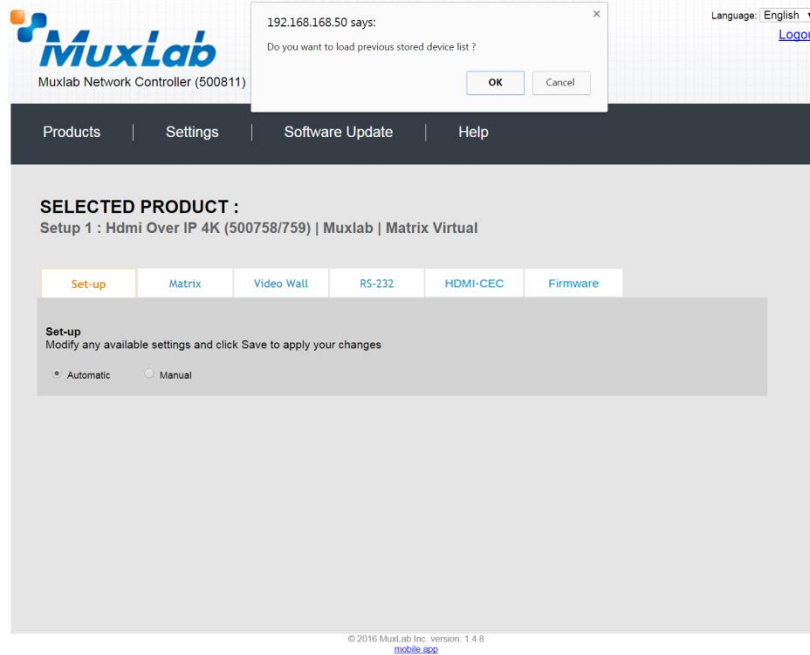 192.168.168.50 says:
Do you want to load previous stored device list ?
OK Cancel
Language: English
Logou
MuxLab
Muxlab Network Controller (500811)
Products | Settings | Software Update | Help
SELECTED PRODUCT :
Setup 1 : Hdmi Over IP 4K (500758/759) | Muxlab | Matrix Virtual
Set-up Matrix Video Wall RS-232 HDMI-CEC Firmware
Set-up
Modify any available settings and click Save to apply your changes
Automatic Manual
© 2016 MuxLab Inc. version: 1.4.8
mobile app